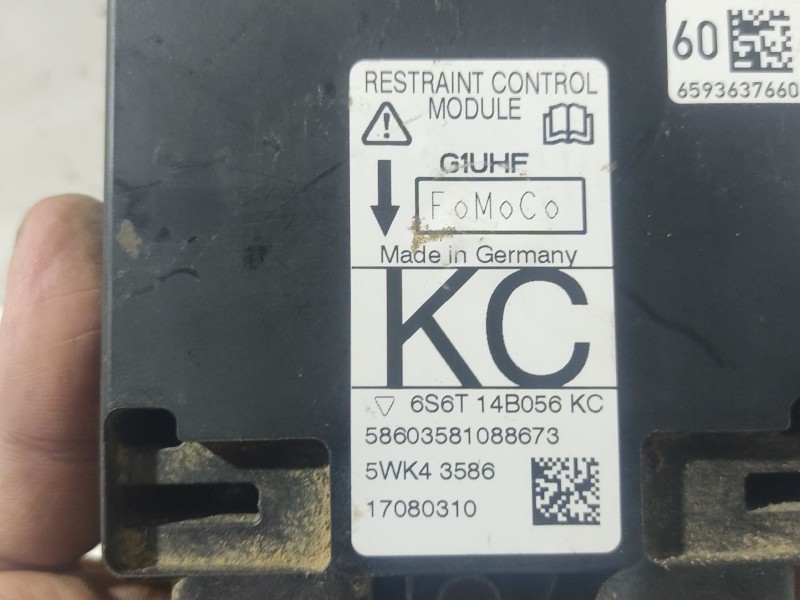 60
6593637660
RESTRAINT CONTROL
MODULE
G1UHF
FoMoCo
Made in Germany
KC
6S6T 14B056 KC
58603581088673
5WK4 3586
17080310